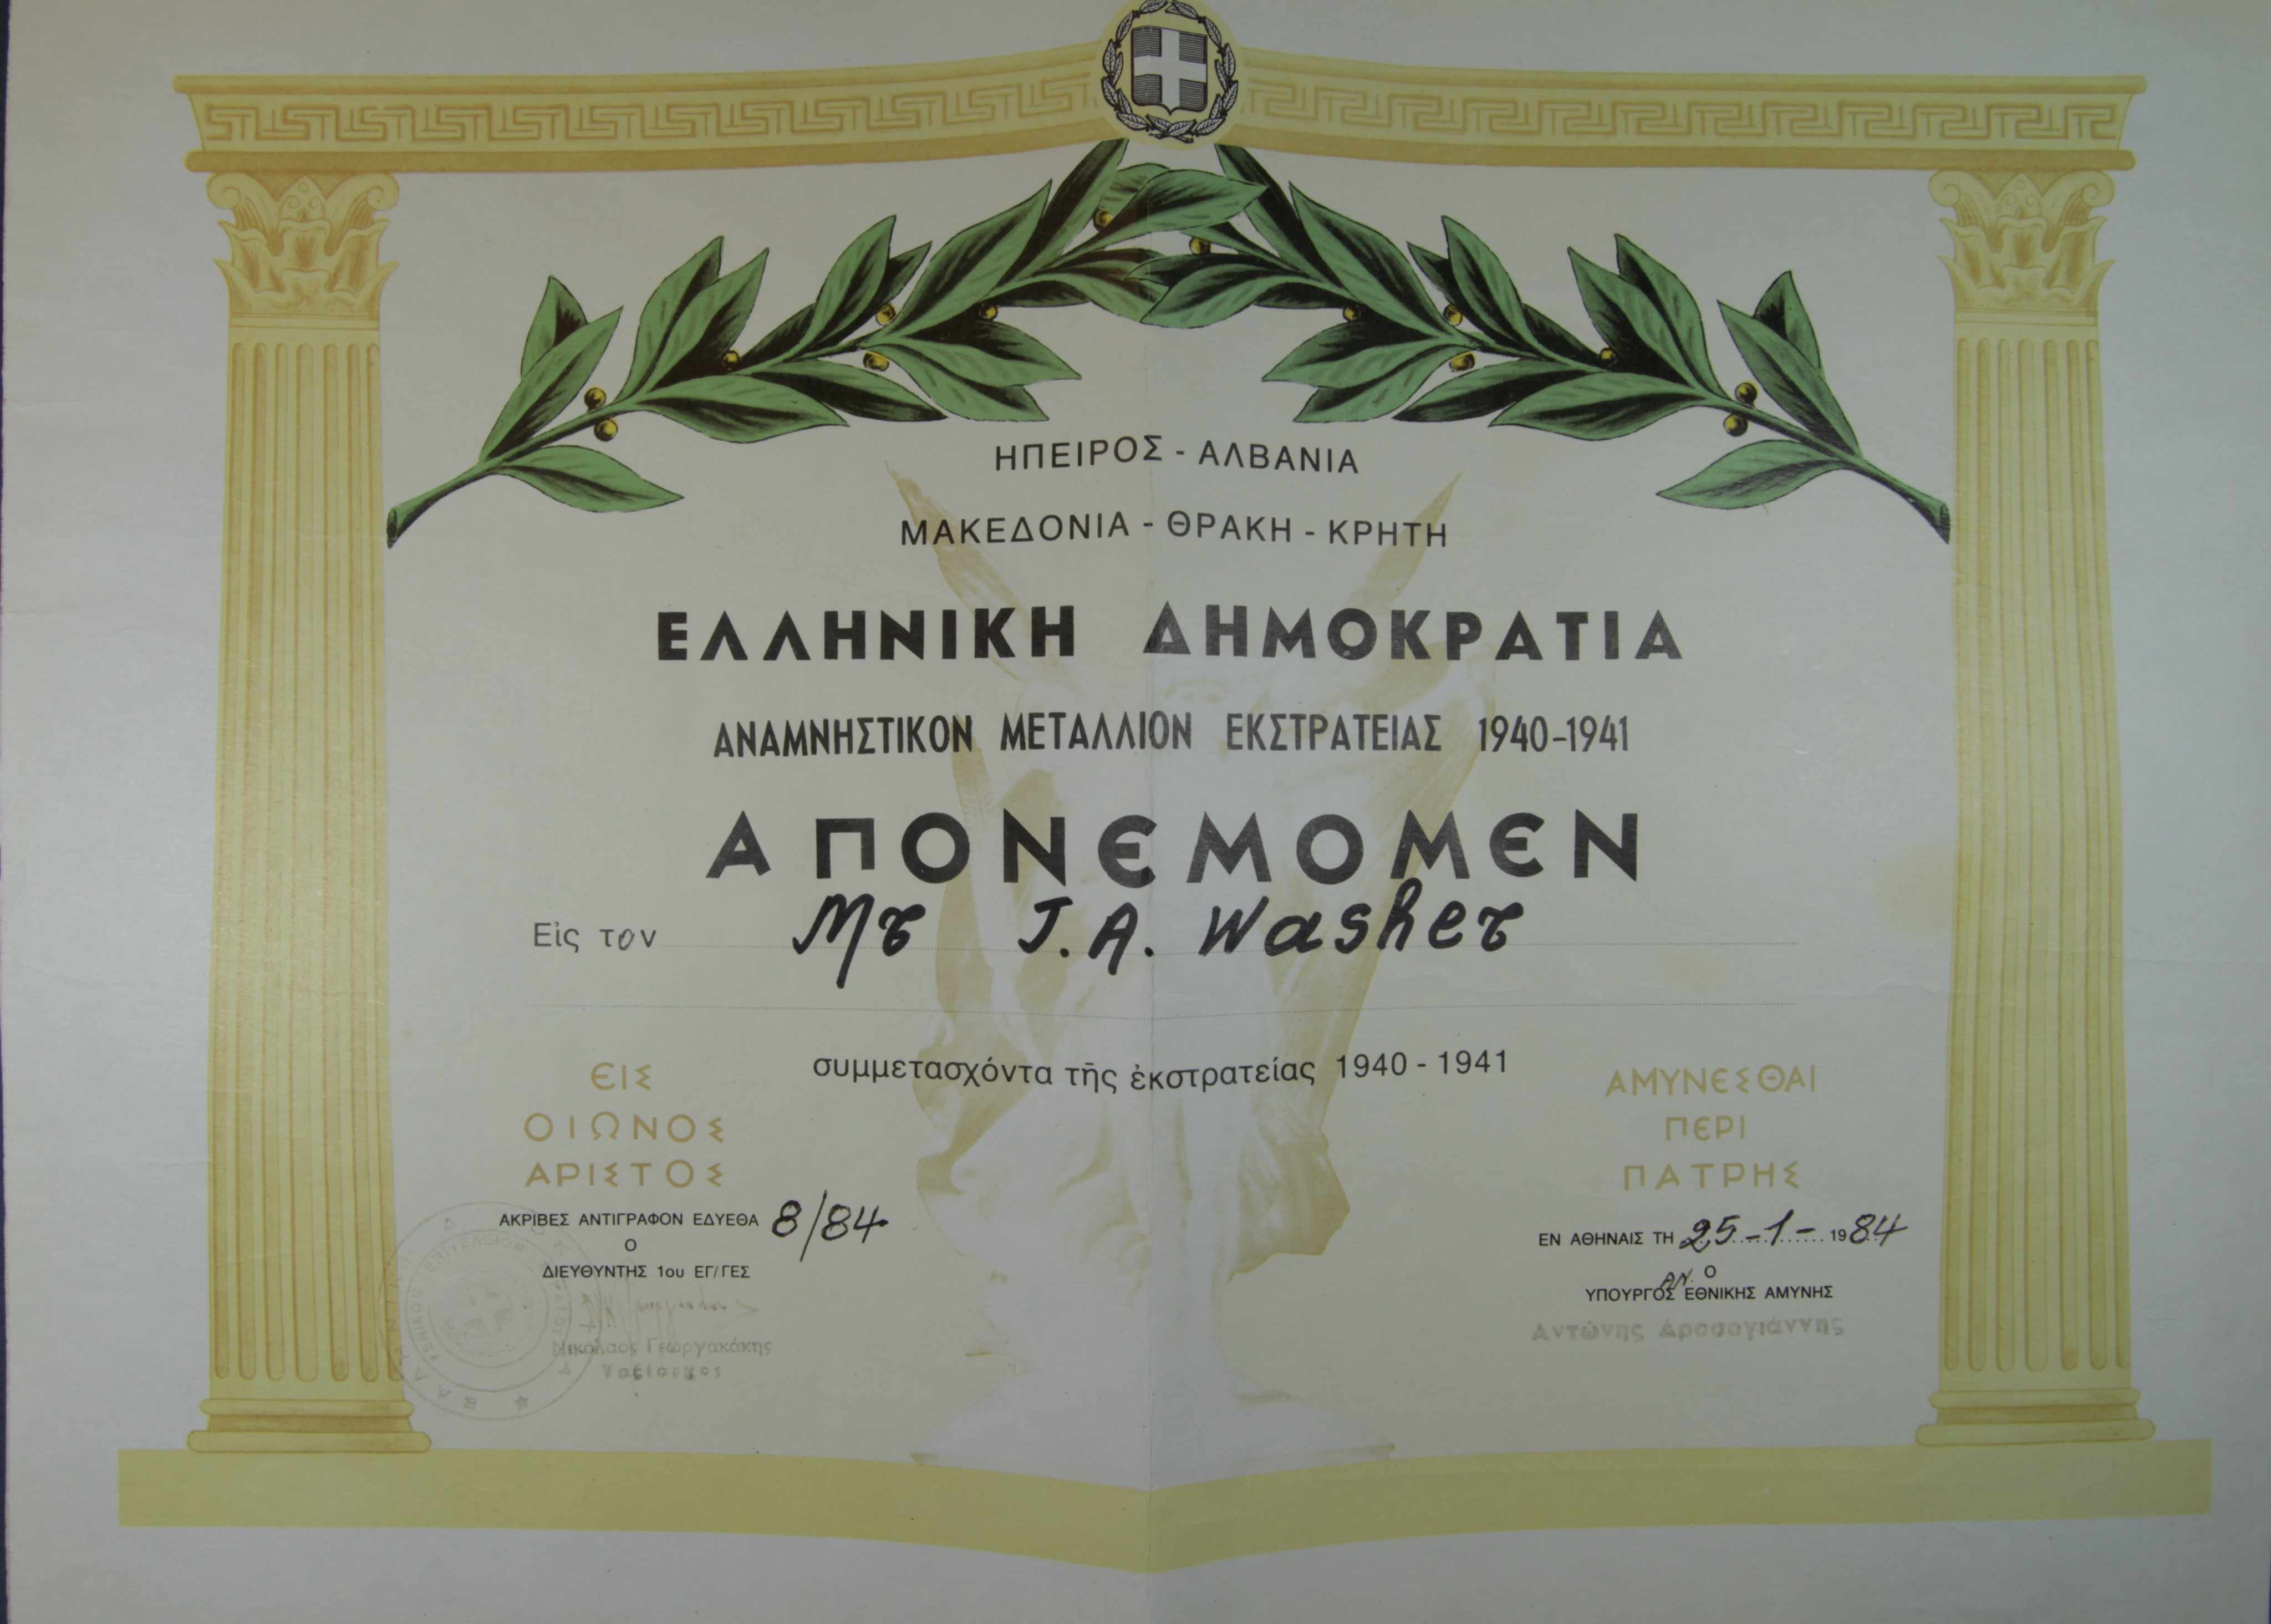 ΗΠΕΙΡΟΣ - ΑΛΒΑΝΙΑ
ΜΑΚΕΔΟΝΙΑ - ΘΡΑΚΗ - ΚΡΗΤΗ
ΕΛΛΗΝΙΚΗ ΔΗΜΟΚΡΑΤΙΑ
ΑΝΑΜΝΗΣΤΙΚΟΝ ΜΕΤΑΛΛΙΟΝ ΕΚΣΤΡΑΤΕΙΑΣ 1940-1941
ΑΠΟΝΕΜΟΜΕΝ
Εἰς τον Mr J.A. Washer
συμμετασχόντα τῆς ἐκστρατείας 1940 - 1941
ΕΙΣ
ΟΙΩΝΟΣ
ΑΡΙΣΤΟΣ
ΑΚΡΙΒΕΣ ΑΝΤΙΓΡΑΦΟΝ ΕΔΥΕΘΑ 8/84
Ο
ΔΙΕΥΘΥΝΤΗΣ 1ου ΕΓ/ΓΕΣ
Νικόλαος Γεωργακάκης
Ταξίαρχος
ΑΜΥΝΕΣΘΑΙ
ΠΕΡΙ
ΠΑΤΡΗΣ
ΕΝ ΑΘΗΝΑΙΣ ΤΗ 25-1-1984
ΑΝ. Ο
ΥΠΟΥΡΓΟΣ ΕΘΝΙΚΗΣ ΑΜΥΝΗΣ
Αντώνης Δροσογιάννης